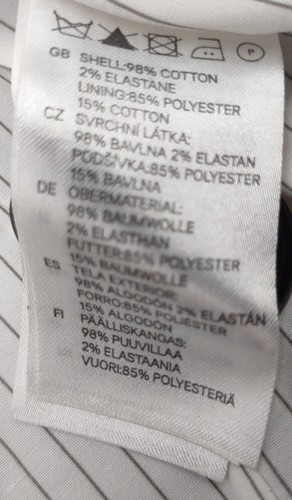 P
GB SHELL:98% COTTON
2% ELASTANE
LINING:85% POLYESTER
15% COTTON
CZ SVRCHNÍ LÁTKA:
98% BAVLNA 2% ELASTAN
PODŠÍVKA:85% POLYESTER
15% BAVLNA
DE OBERMATERIAL:
98% BAUMWOLLE
2% ELASTHAN
FUTTER:85% POLYESTER
15% BAUMWOLLE
ES TELA EXTERIOR:
98% ALGODÓN 2% ELASTÁN
FORRO:85% POLIÉSTER
15% ALGODÓN
FI PÄÄLLISKANGAS:
98% PUUVILLAA
2% ELASTAANIA
VUORI:85% POLYESTERIÄ